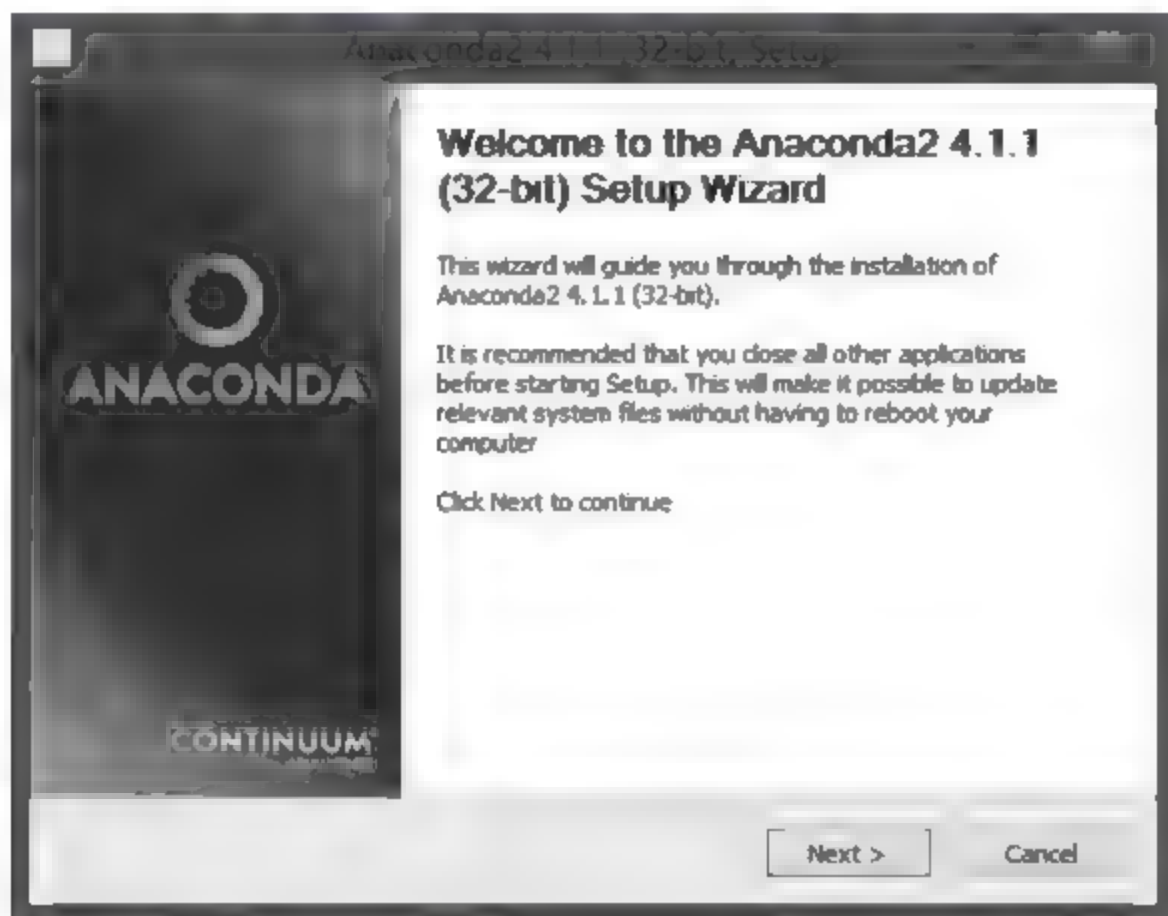 Anaconda2 4.1.1 (32-bit) Setup
Welcome to the Anaconda2 4.1.1
(32-bit) Setup Wizard
This wizard will guide you through the installation of
Anaconda2 4.1.1 (32-bit).
It is recommended that you close all other applications
before starting Setup. This will make it possible to update
relevant system files without having to reboot your
computer
Click Next to continue
ANACONDA
CONTINUUM
Next >
Cancel